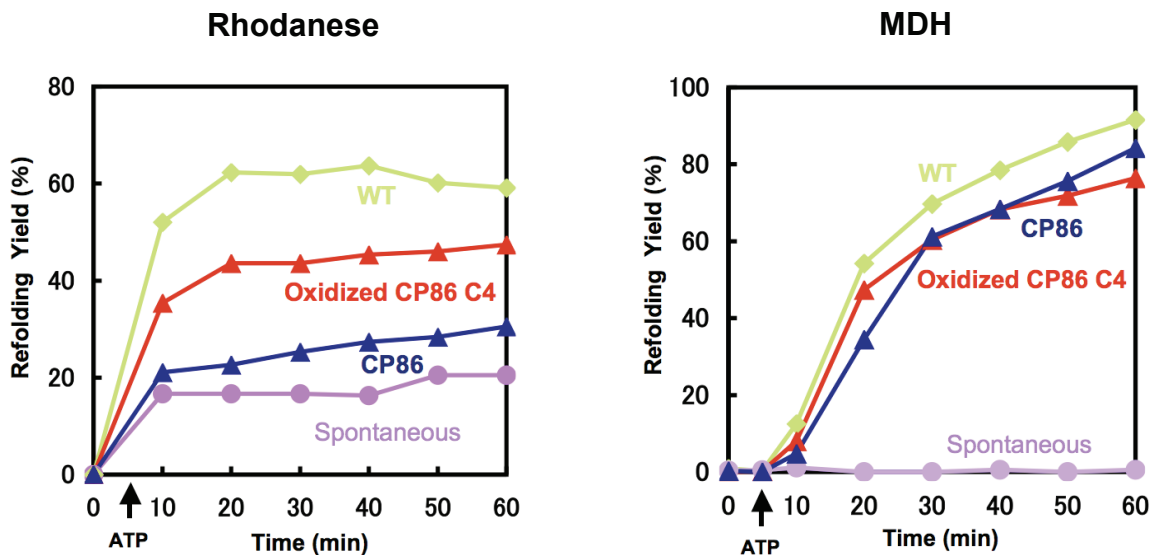 Rhodanese
80
60
40
20
0
Refolding Yield (%)
WT
Oxidized CP86 C4
CP86
Spontaneous
0 10 20 30 40 50 60
ATP
Time (min)
MDH
100
80
60
40
20
0
Refolding Yield (%)
WT
CP86
Oxidized CP86 C4
Spontaneous
0 10 20 30 40 50 60
ATP
Time (min)